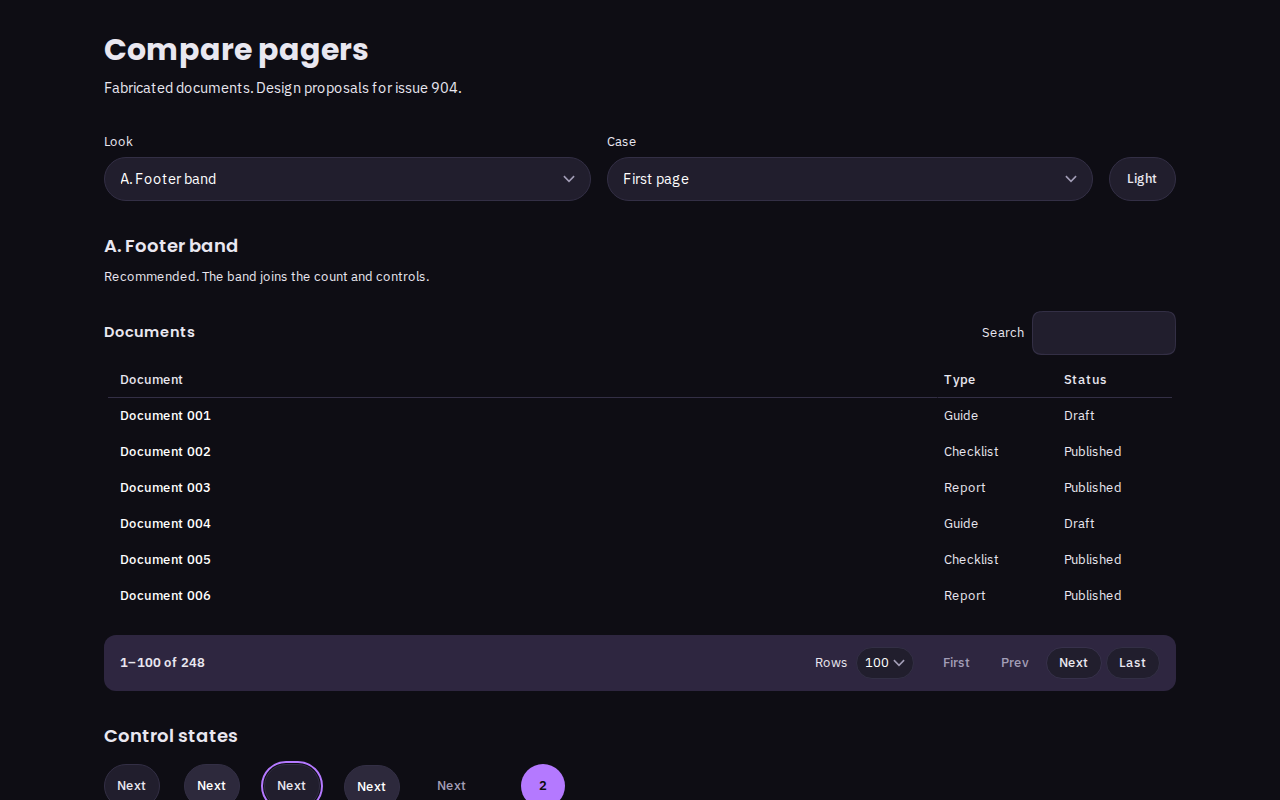 Compare pagers
Fabricated documents. Design proposals for issue 904.
Look Case
A. Footer band First page Light
A. Footer band
Recommended. The band joins the count and controls.
Documents Search
Document Type Status
Document 001 Guide Draft
Document 002 Checklist Published
Document 003 Report Published
Document 004 Guide Draft
Document 005 Checklist Published
Document 006 Report Published
1–100 of 248 Rows 100 First Prev Next Last
Control states
Next Next Next Next Next 2